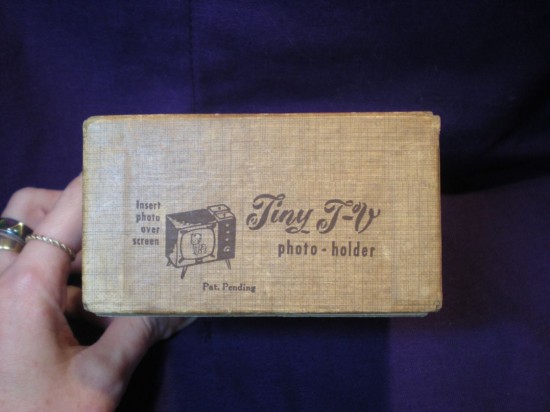 Insert
photo
over
screen
Tiny T-V
photo-holder
Pat. Pending